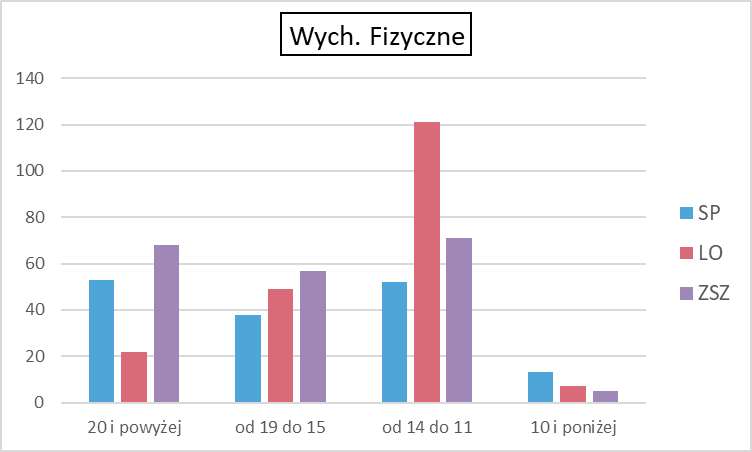 Wych. Fizyczne
140
120
100
80
60
40
20
0
20 i powyżej
od 19 do 15
od 14 do 11
10 i poniżej
SP
LO
ZSZ